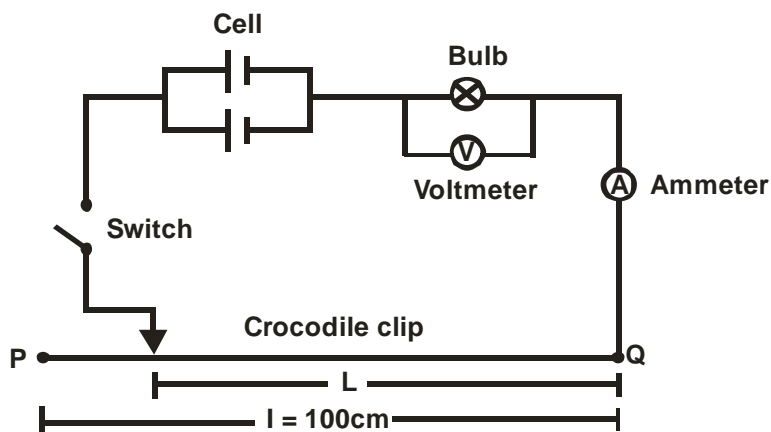 Cell
Bulb
V
Voltmeter
A Ammeter
Switch
Crocodile clip
P
Q
L
l = 100cm